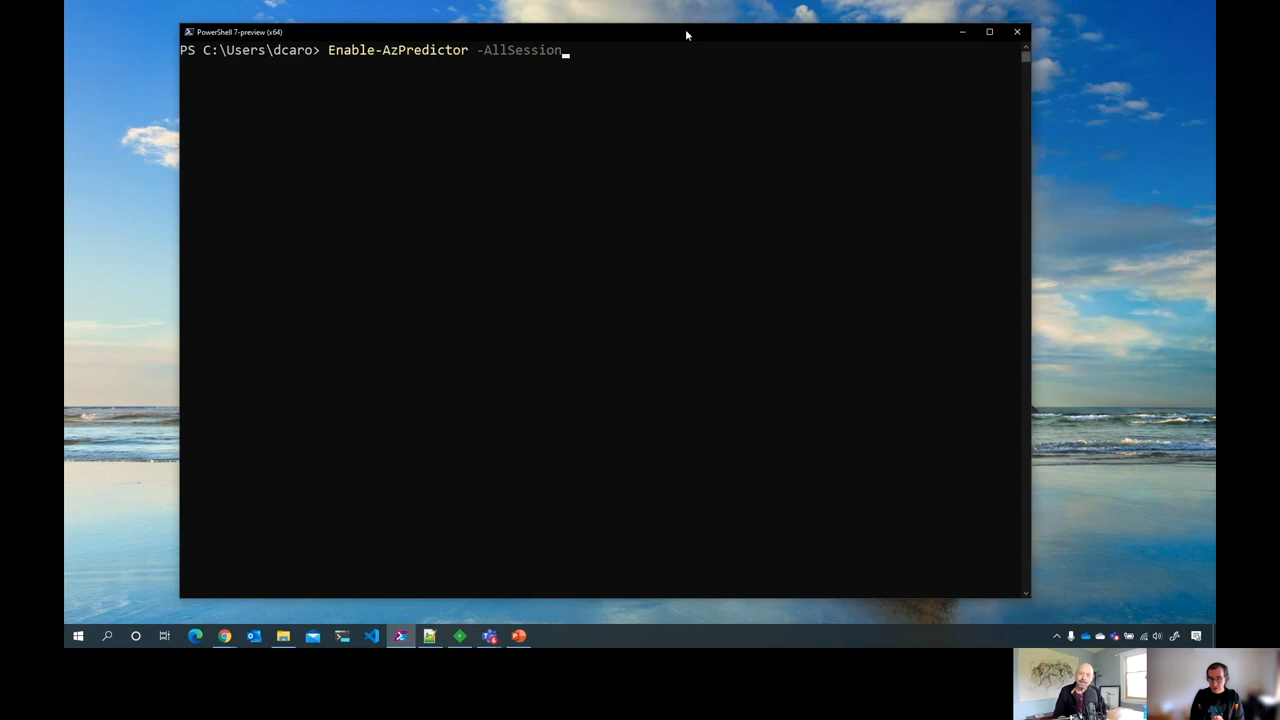 PowerShell 7-preview (x64)
PS C:\Users\dcaro> Enable-AzPredictor -AllSession